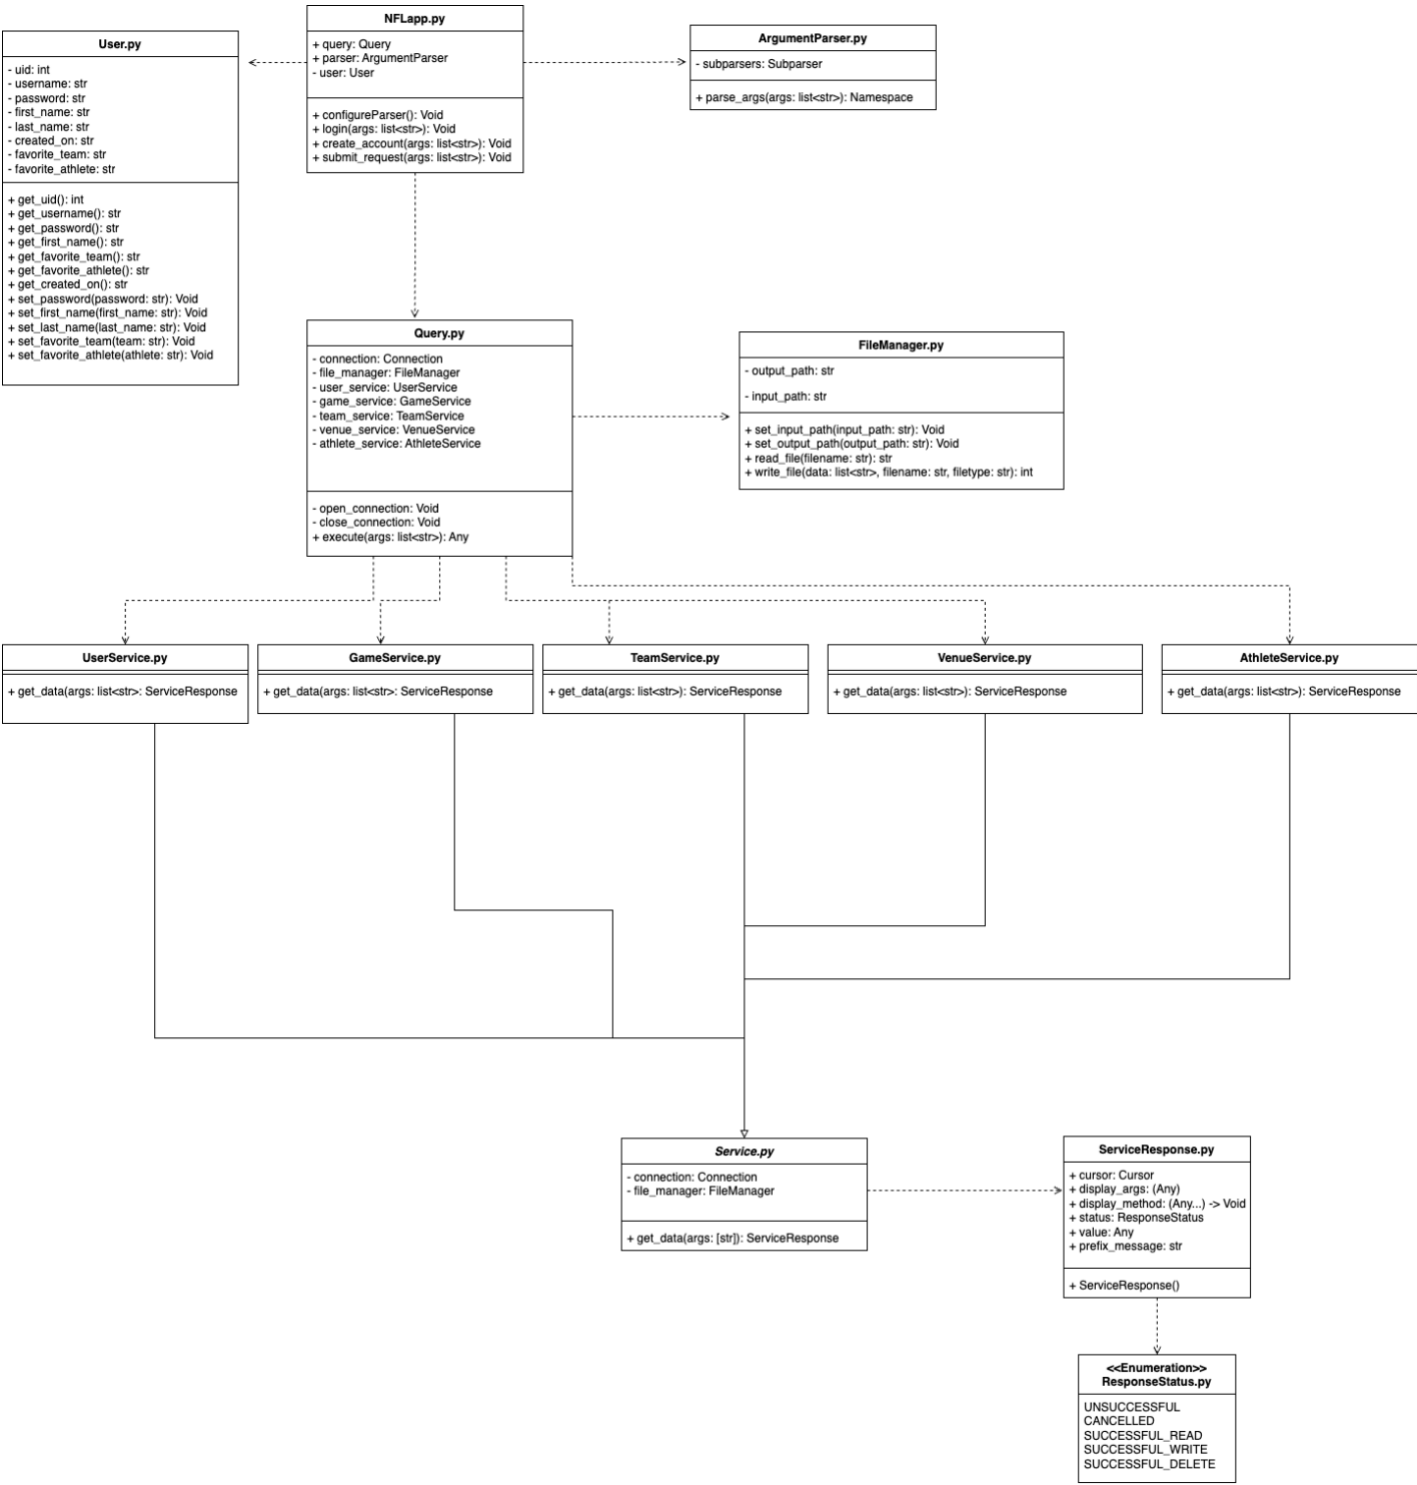 NFLapp.py
+ query: Query
+ parser: ArgumentParser
- user: User
+ configureParser(): Void
+ login(args: list<str>): Void
+ create_account(args: list<str>): Void
+ submit_request(args: list<str>): Void
User.py
- uid: int
- username: str
- password: str
- first_name: str
- last_name: str
- created_on: str
- favorite_team: str
- favorite_athlete: str
+ get_uid(): int
+ get_username(): str
+ get_password(): str
+ get_first_name(): str
+ get_favorite_team(): str
+ get_favorite_athlete(): str
+ get_created_on(): str
+ set_password(password: str): Void
+ set_first_name(first_name: str): Void
+ set_last_name(last_name: str): Void
+ set_favorite_team(team: str): Void
+ set_favorite_athlete(athlete: str): Void
ArgumentParser.py
- subparsers: Subparser
+ parse_args(args: list<str>): Namespace
Query.py
- connection: Connection
- file_manager: FileManager
- user_service: UserService
- game_service: GameService
- team_service: TeamService
- venue_service: VenueService
- athlete_service: AthleteService
- open_connection: Void
- close_connection: Void
+ execute(args: list<str>): Any
FileManager.py
- output_path: str
- input_path: str
+ set_input_path(input_path: str): Void
+ set_output_path(output_path: str): Void
+ read_file(filename: str): str
+ write_file(data: list<str>, filename: str, filetype: str): int
UserService.py
+ get_data(args: list<str>: ServiceResponse
GameService.py
+ get_data(args: list<str>: ServiceResponse
TeamService.py
+ get_data(args: list<str>): ServiceResponse
VenueService.py
+ get_data(args: list<str>): ServiceResponse
AthleteService.py
+ get_data(args: list<str>): ServiceResponse
Service.py
- connection: Connection
- file_manager: FileManager
+ get_data(args: [str]): ServiceResponse
ServiceResponse.py
+ cursor: Cursor
+ display_args: (Any)
+ display_method: (Any...) -> Void
+ status: ResponseStatus
+ value: Any
+ prefix_message: str
+ ServiceResponse()
<<Enumeration>>
ResponseStatus.py
UNSUCCESSFUL
CANCELLED
SUCCESSFUL_READ
SUCCESSFUL_WRITE
SUCCESSFUL_DELETE